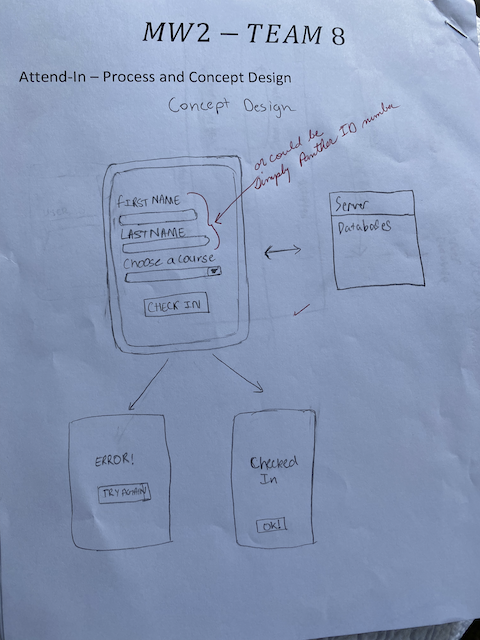 MW2 – TEAM 8
Attend-In – Process and Concept Design
Concept Design
or could be
Simply Panther ID number
FIRST NAME
LAST NAME
Choose a course
CHECK IN
Server
Databases
ERROR!
TRY AGAIN!
Checked
In
OK!